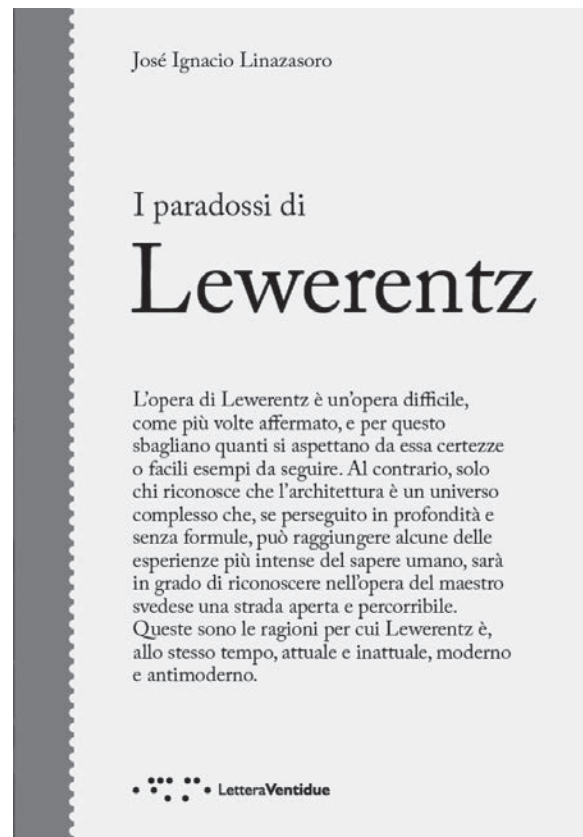 José Ignacio Linazasoro
I paradossi di
Lewerentz
L'opera di Lewerentz è un'opera difficile,
come più volte affermato, e per questo
sbagliano quanti si aspettano da essa certezze
o facili esempi da seguire. Al contrario, solo
chi riconosce che l'architettura è un universo
complesso che, se perseguito in profondità e
senza formule, può raggiungere alcune delle
esperienze più intense del sapere umano, sarà
in grado di riconoscere nell'opera del maestro
svedese una strada aperta e percorribile.
Queste sono le ragioni per cui Lewerentz è,
allo stesso tempo, attuale e inattuale, moderno
e antimoderno.
LetteraVentidue